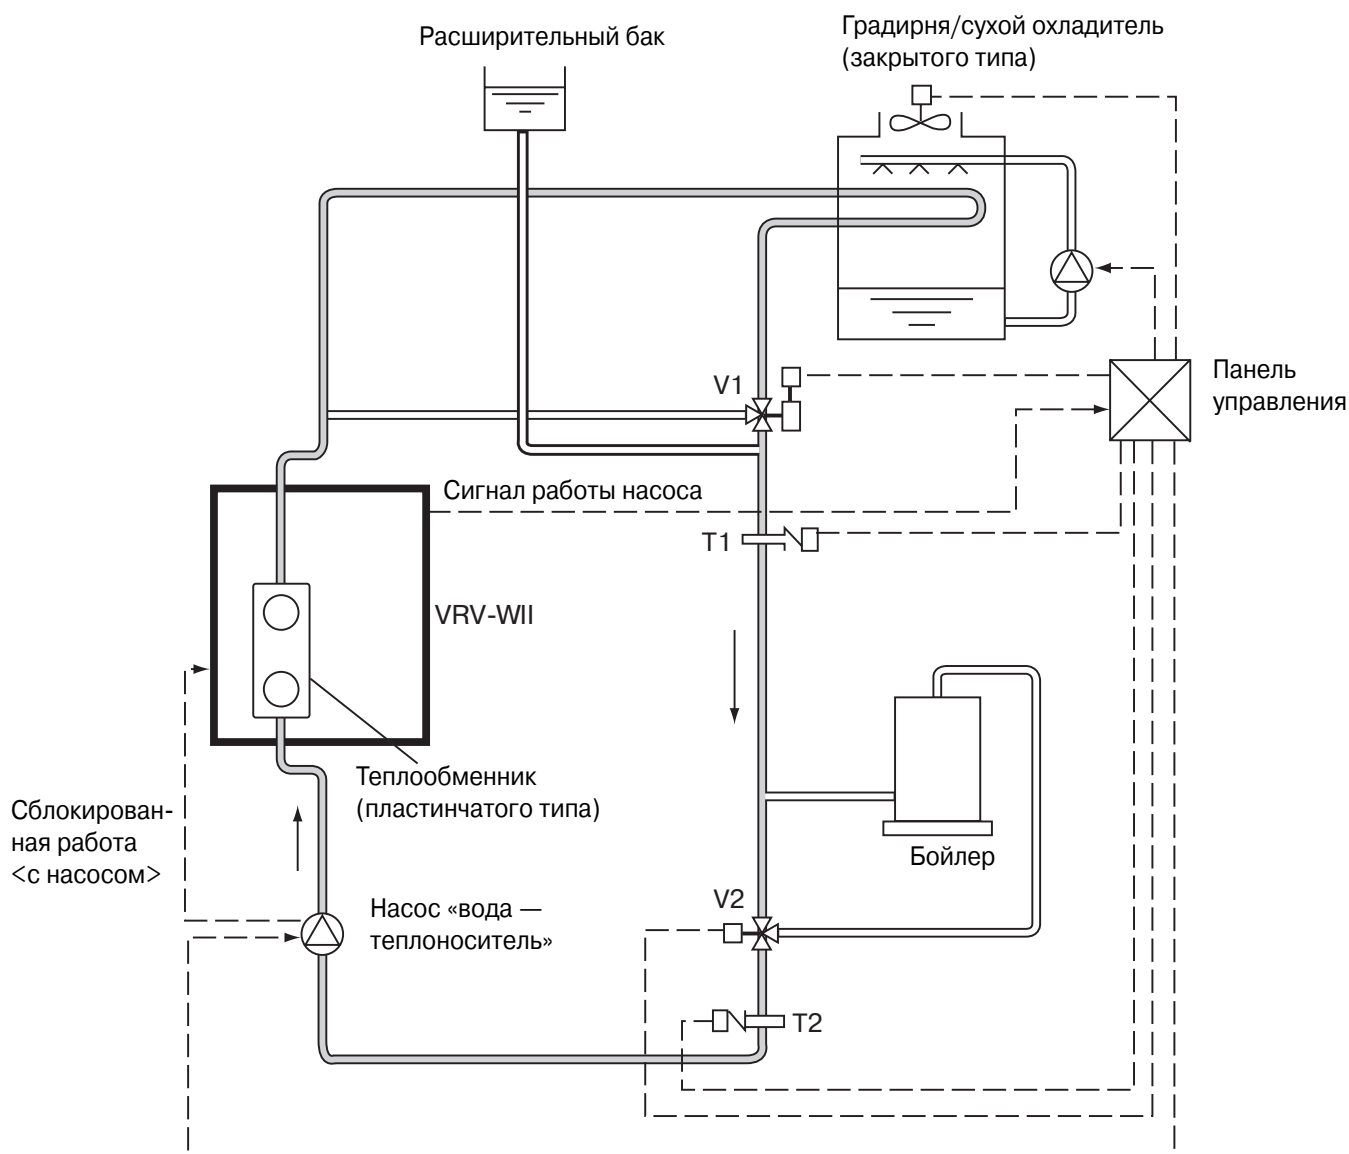 Расширительный бак
Градирня/сухой охладитель
(закрытого типа)
V1
Панель
управления
Сигнал работы насоса
T1
VRV-WII
Теплообменник
(пластинчатого типа)
Сблокирован-
ная работа
<с насосом>
Бойлер
V2
Насос «вода —
теплоноситель»
T2